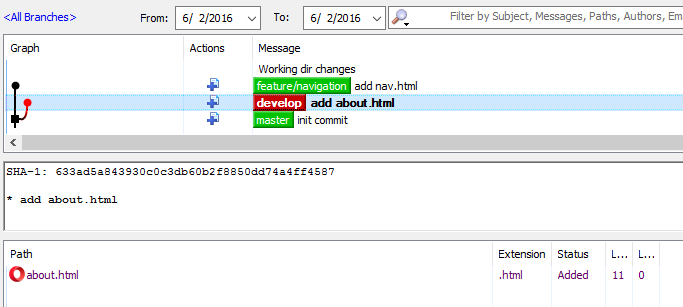 <All Branches> From: 6/ 2/2016 To: 6/ 2/2016 Filter by Subject, Messages, Paths, Authors, Em
Graph Actions Message
Working dir changes
feature/navigation add nav.html
develop add about.html
master init commit
SHA-1: 633ad5a843930c0c3db60b2f8850dd74a4ff4587
* add about.html
Path Extension Status L... L...
about.html .html Added 11 0